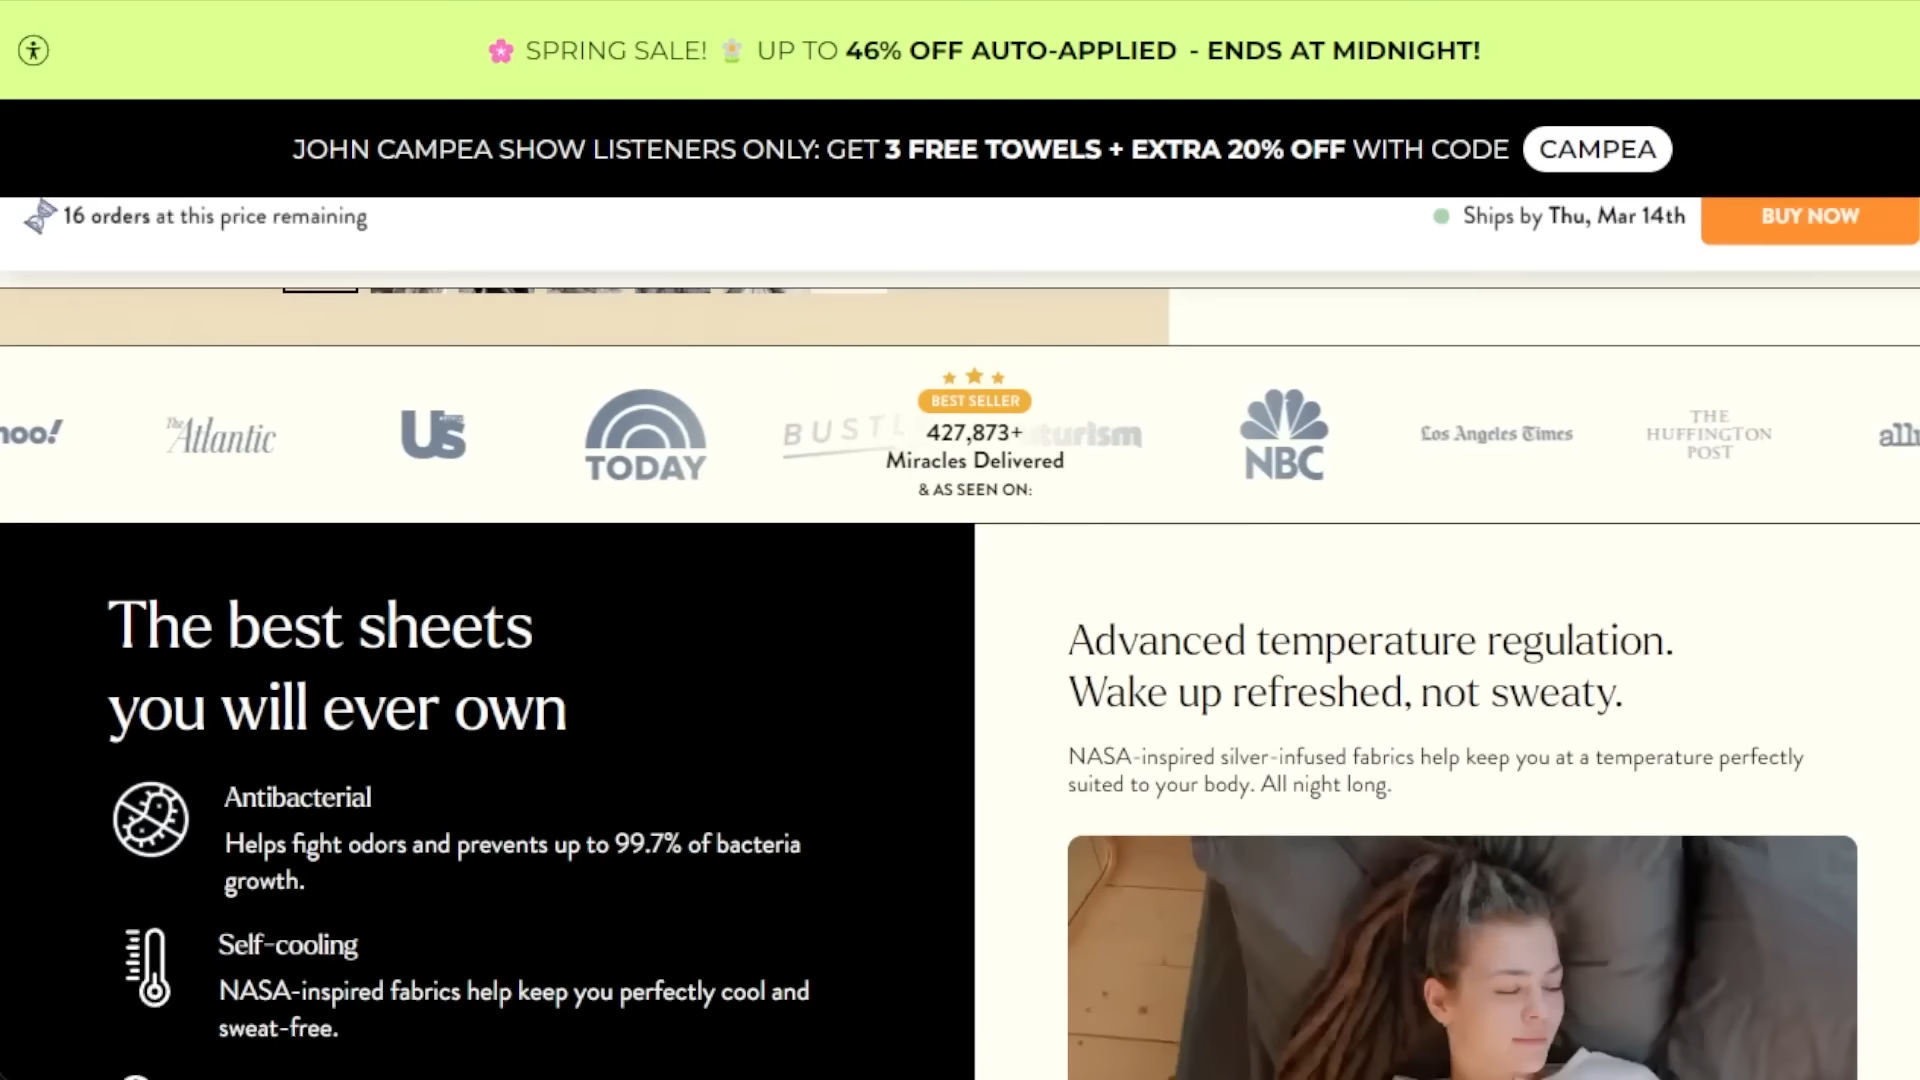 🌸 SPRING SALE! 🌼 UP TO 46% OFF AUTO-APPLIED - ENDS AT MIDNIGHT!
JOHN CAMPEA SHOW LISTENERS ONLY: GET 3 FREE TOWELS + EXTRA 20% OFF WITH CODE CAMPEA
16 orders at this price remaining
Ships by Thu, Mar 14th
BUY NOW
hoo!
The Atlantic
Us
TODAY
BUSTL
BEST SELLER
427,873+
Miracles Delivered
& AS SEEN ON:
turism
NBC
Los Angeles Times
THE
HUFFINGTON
POST
allu
The best sheets
you will ever own
Antibacterial
Helps fight odors and prevents up to 99.7% of bacteria
growth.
Self-cooling
NASA-inspired fabrics help keep you perfectly cool and
sweat-free.
Advanced temperature regulation.
Wake up refreshed, not sweaty.
NASA-inspired silver-infused fabrics help keep you at a temperature perfectly
suited to your body. All night long.